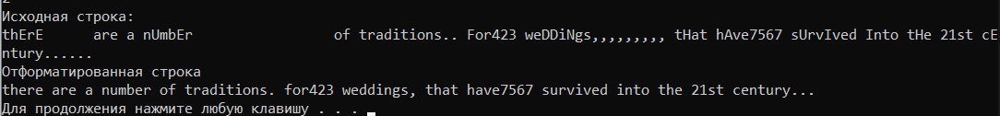 Исходная строка:
thErE      are a nUmbEr                   of traditions.. For423 weDDiNgs,,,,,,,,, tHat hAve7567 sUrvIved Into tHe 21st cE
ntury......
Отформатированная строка
there are a number of traditions. for423 weddings, that have7567 survived into the 21st century...
Для продолжения нажмите любую клавишу . . .